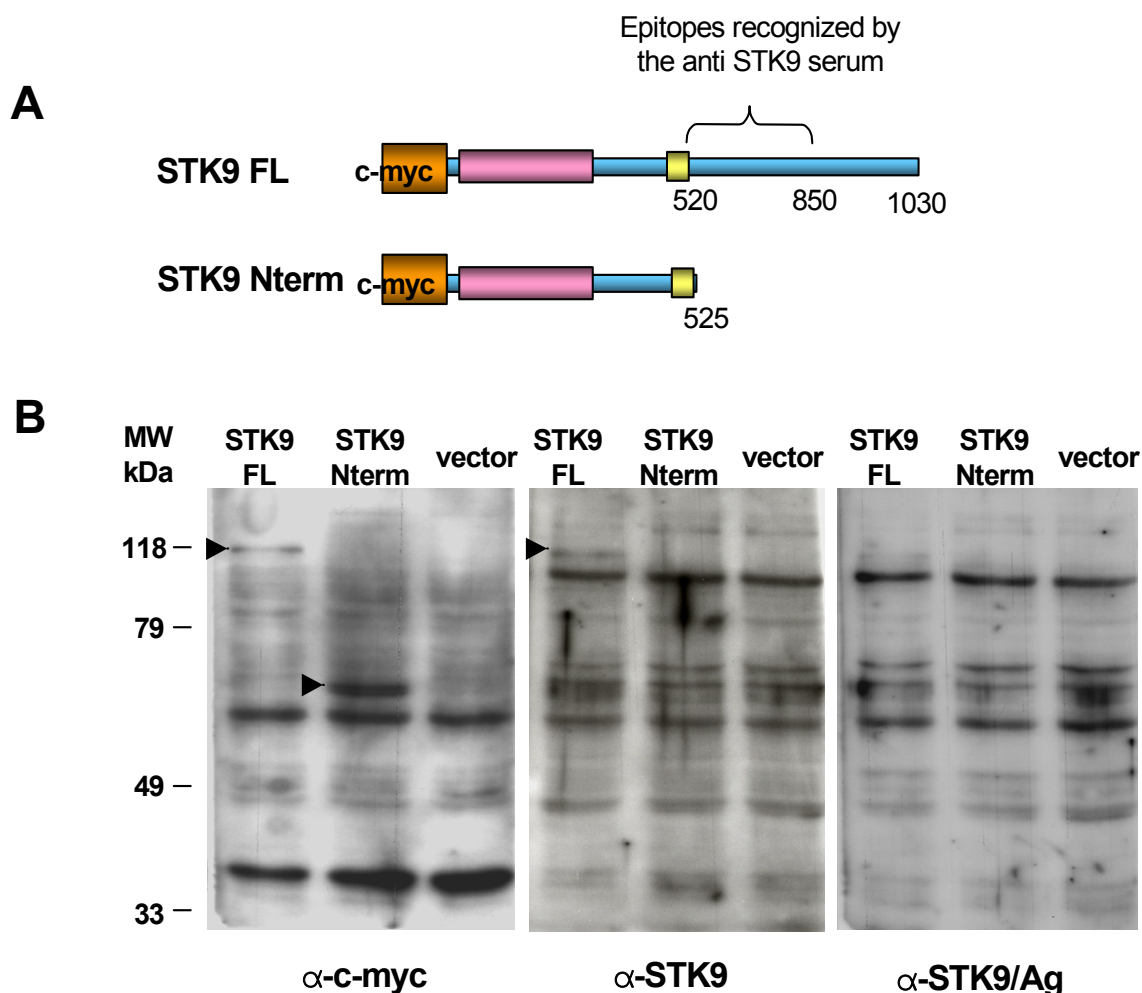 Epitopes recognized by
the anti STK9 serum
A
STK9 FL
c-myc
520
850
1030
STK9 Nterm
c-myc
525
B
MW
kDa
STK9
FL
STK9
Nterm
vector
STK9
FL
STK9
Nterm
vector
STK9
FL
STK9
Nterm
vector
118
79
49
33
α-c-myc
α-STK9
α-STK9/Ag